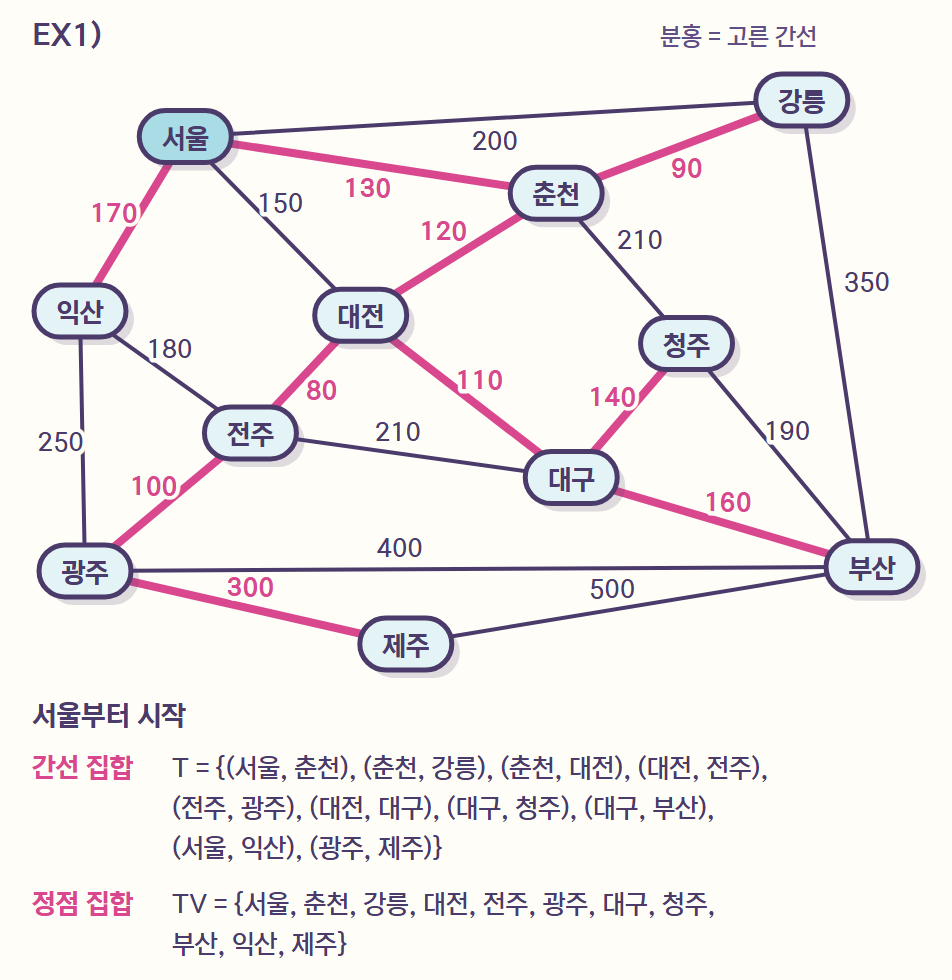 EX1)
분홍 = 고른 간선
강릉
서울
200
90
130
춘천
150
170
120
210
350
익산
대전
청주
180
80
110
140
250
전주
210
190
대구
100
160
400
광주
300
500
부산
제주
서울부터 시작
간선 집합 T = {(서울, 춘천), (춘천, 강릉), (춘천, 대전), (대전, 전주),
(전주, 광주), (대전, 대구), (대구, 청주), (대구, 부산),
(서울, 익산), (광주, 제주)}
정점 집합 TV = {서울, 춘천, 강릉, 대전, 전주, 광주, 대구, 청주,
부산, 익산, 제주}